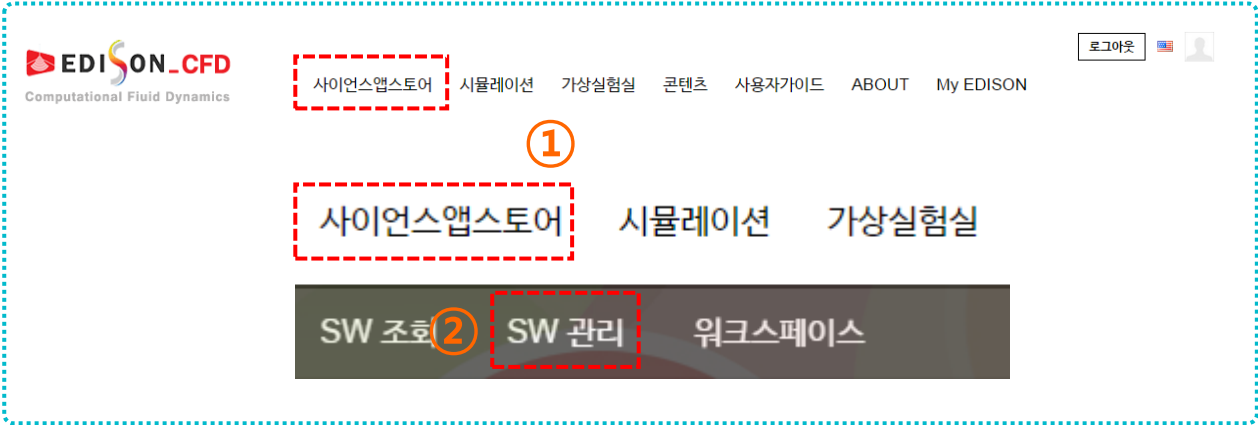 로그아웃
EDISON_CFD
Computational Fluid Dynamics
사이언스앱스토어 시뮬레이션 가상실험실 콘텐츠 사용자가이드 ABOUT My EDISON
①
사이언스앱스토어 시뮬레이션 가상실험실
SW 조회 ② SW 관리 워크스페이스